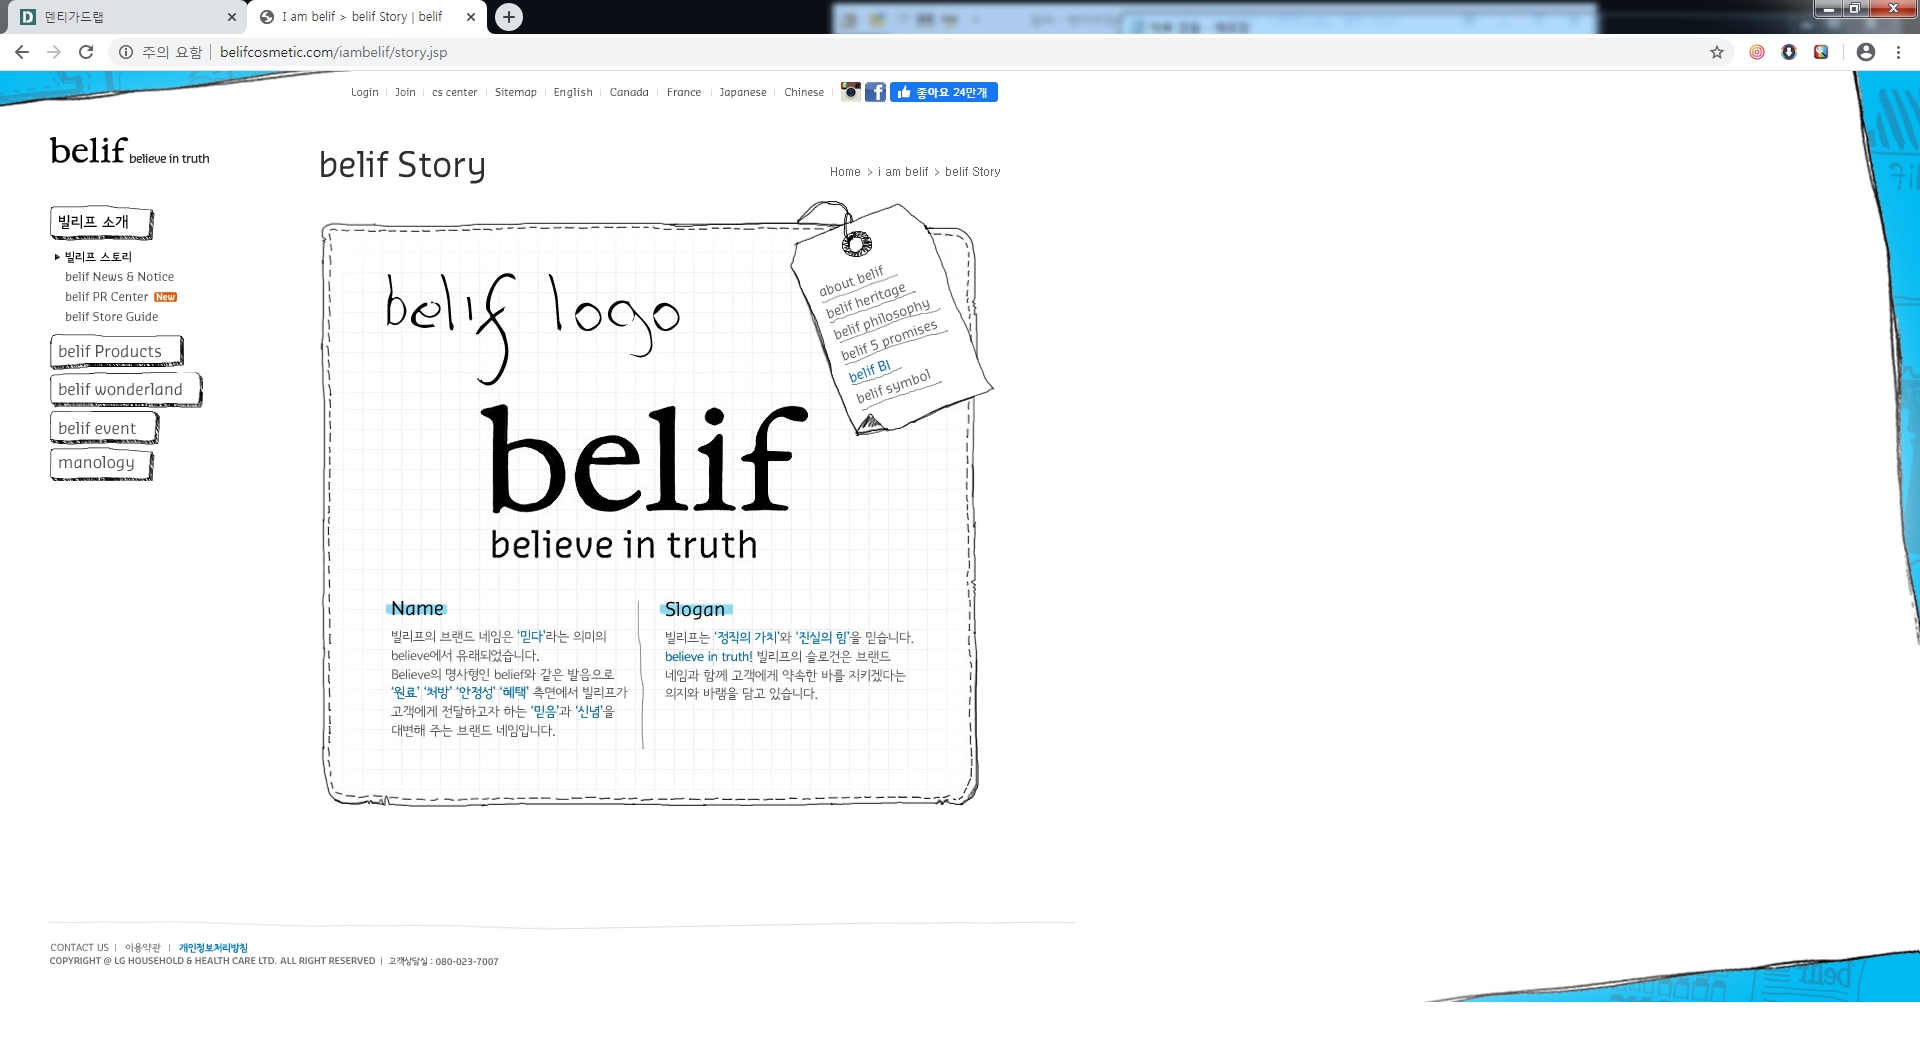 덴티가드랩
I am belif > belif Story | belif
주의 요함
belifcosmetic.com/iambelif/story.jsp
Login Join cs center Sitemap English Canada France Japanese Chinese
좋아요 24만개
belif believe in truth
belif Story
Home > i am belif > belif Story
빌리프 소개
빌리프 스토리
belif News & Notice
belif PR Center New
belif Store Guide
belif Products
belif wonderland
belif event
manology
about belif
belif heritage
belif philosophy
belif 5 promises
belif BI
belif symbol
belif logo
belif
believe in truth
Name
빌리프의 브랜드 네임은 '믿다'라는 의미의
believe에서 유래되었습니다.
Believe의 명사형인 belief와 같은 발음으로
'원료' '처방' '안정성' '혜택' 측면에서 빌리프가
고객에게 전달하고자 하는 '믿음'과 '신념'을
대변해 주는 브랜드 네임입니다.
Slogan
빌리프는 '정직의 가치'와 '진실의 힘'을 믿습니다.
believe in truth! 빌리프의 슬로건은 브랜드
네임과 함께 고객에게 약속한 바를 지키겠다는
의지와 바램을 담고 있습니다.
CONTACT US | 이용약관 | 개인정보처리방침
COPYRIGHT @ LG HOUSEHOLD & HEALTH CARE LTD. ALL RIGHT RESERVED | 고객상담실 : 080-023-7007